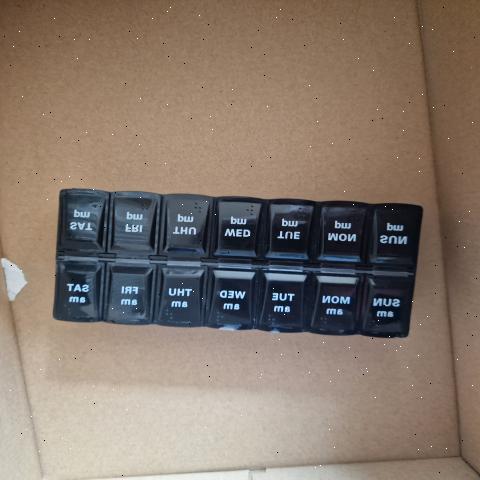 SAT FRI THU WED TUE MON SUN
pm pm pm pm pm pm pm
SUN MON TUE WED THU FRI SAT
am am am am am am am